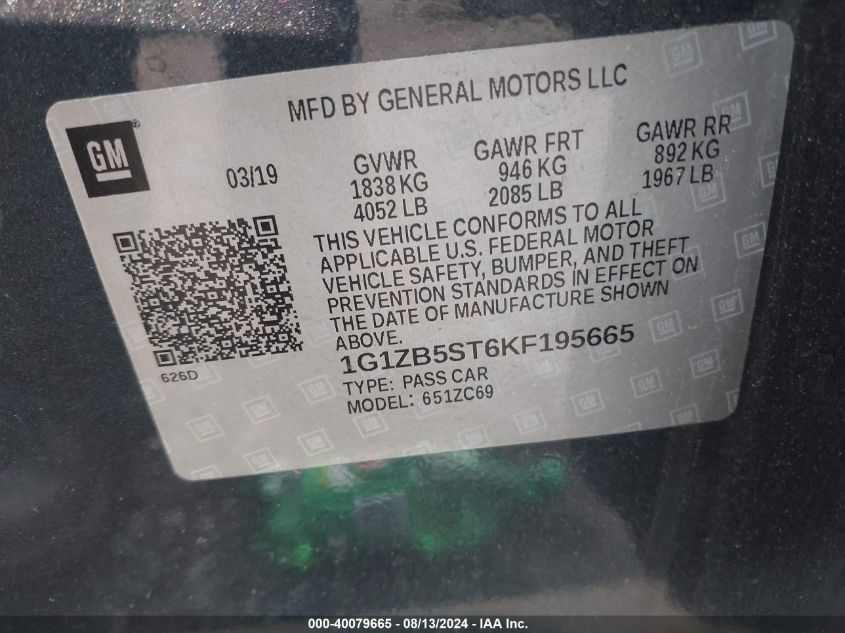 MFD BY GENERAL MOTORS LLC
GM ®
03/19
GVWR
1838 KG
4052 LB
GAWR FRT
946 KG
2085 LB
GAWR RR
892 KG
1967 LB
THIS VEHICLE CONFORMS TO ALL
APPLICABLE U.S. FEDERAL MOTOR
VEHICLE SAFETY, BUMPER, AND THEFT
PREVENTION STANDARDS IN EFFECT ON
THE DATE OF MANUFACTURE SHOWN
ABOVE.
1G1ZB5ST6KF195665
626D
TYPE: PASS CAR
MODEL: 651ZC69
000-40079665 - 08/13/2024 - IAA Inc.